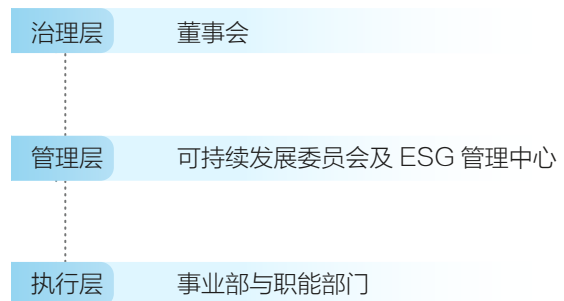 治理层 董事会
管理层 可持续发展委员会及 ESG 管理中心
执行层 事业部与职能部门